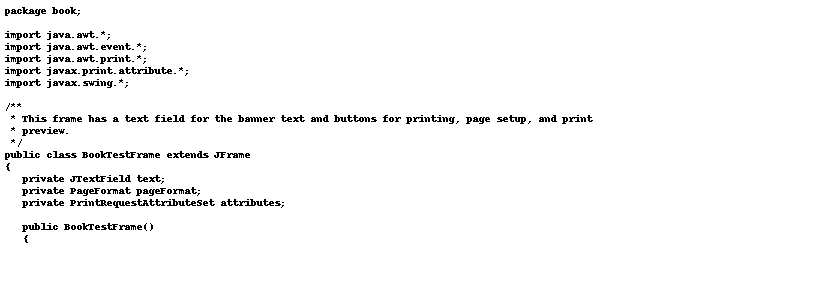 package book;

import java.awt.*;
import java.awt.event.*;
import java.awt.print.*;
import javax.print.attribute.*;
import javax.swing.*;

/**
 * This frame has a text field for the banner text and buttons for printing, page setup, and print
 * preview.
 */
public class BookTestFrame extends JFrame
{
   private JTextField text;
   private PageFormat pageFormat;
   private PrintRequestAttributeSet attributes;

   public BookTestFrame()
   {